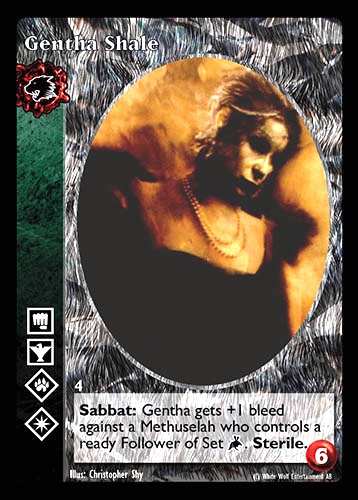 Gentha Shale
4
Sabbat: Gentha gets +1 bleed
against a Methuselah who controls a
ready Follower of Set . Sterile.
6
Illus: Christopher Shy
(C) White Wolf Entertainment AB